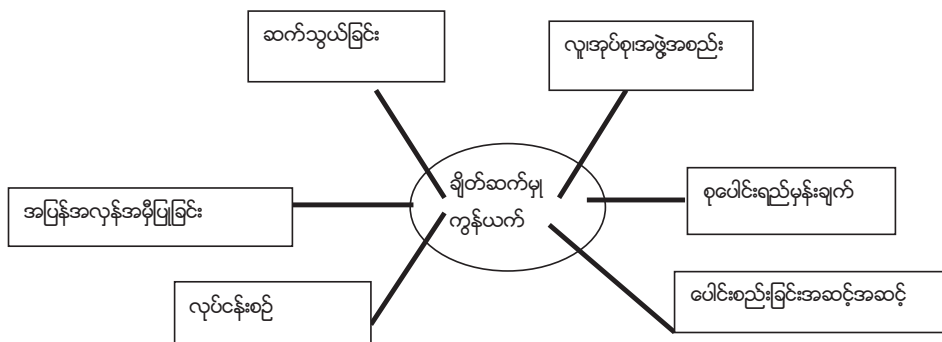 ဆက်သွယ်ခြင်း
လူ၊အုပ်စု၊အဖွဲ့အစည်း
ချိတ်ဆက်မှု
ကွန်ယက်
စုပေါင်းရည်မှန်းချက်
အပြန်အလှန်အမှီပြုခြင်း
ပေါင်းစည်းခြင်းအဆင့်အဆင့်
လုပ်ငန်းစဉ်